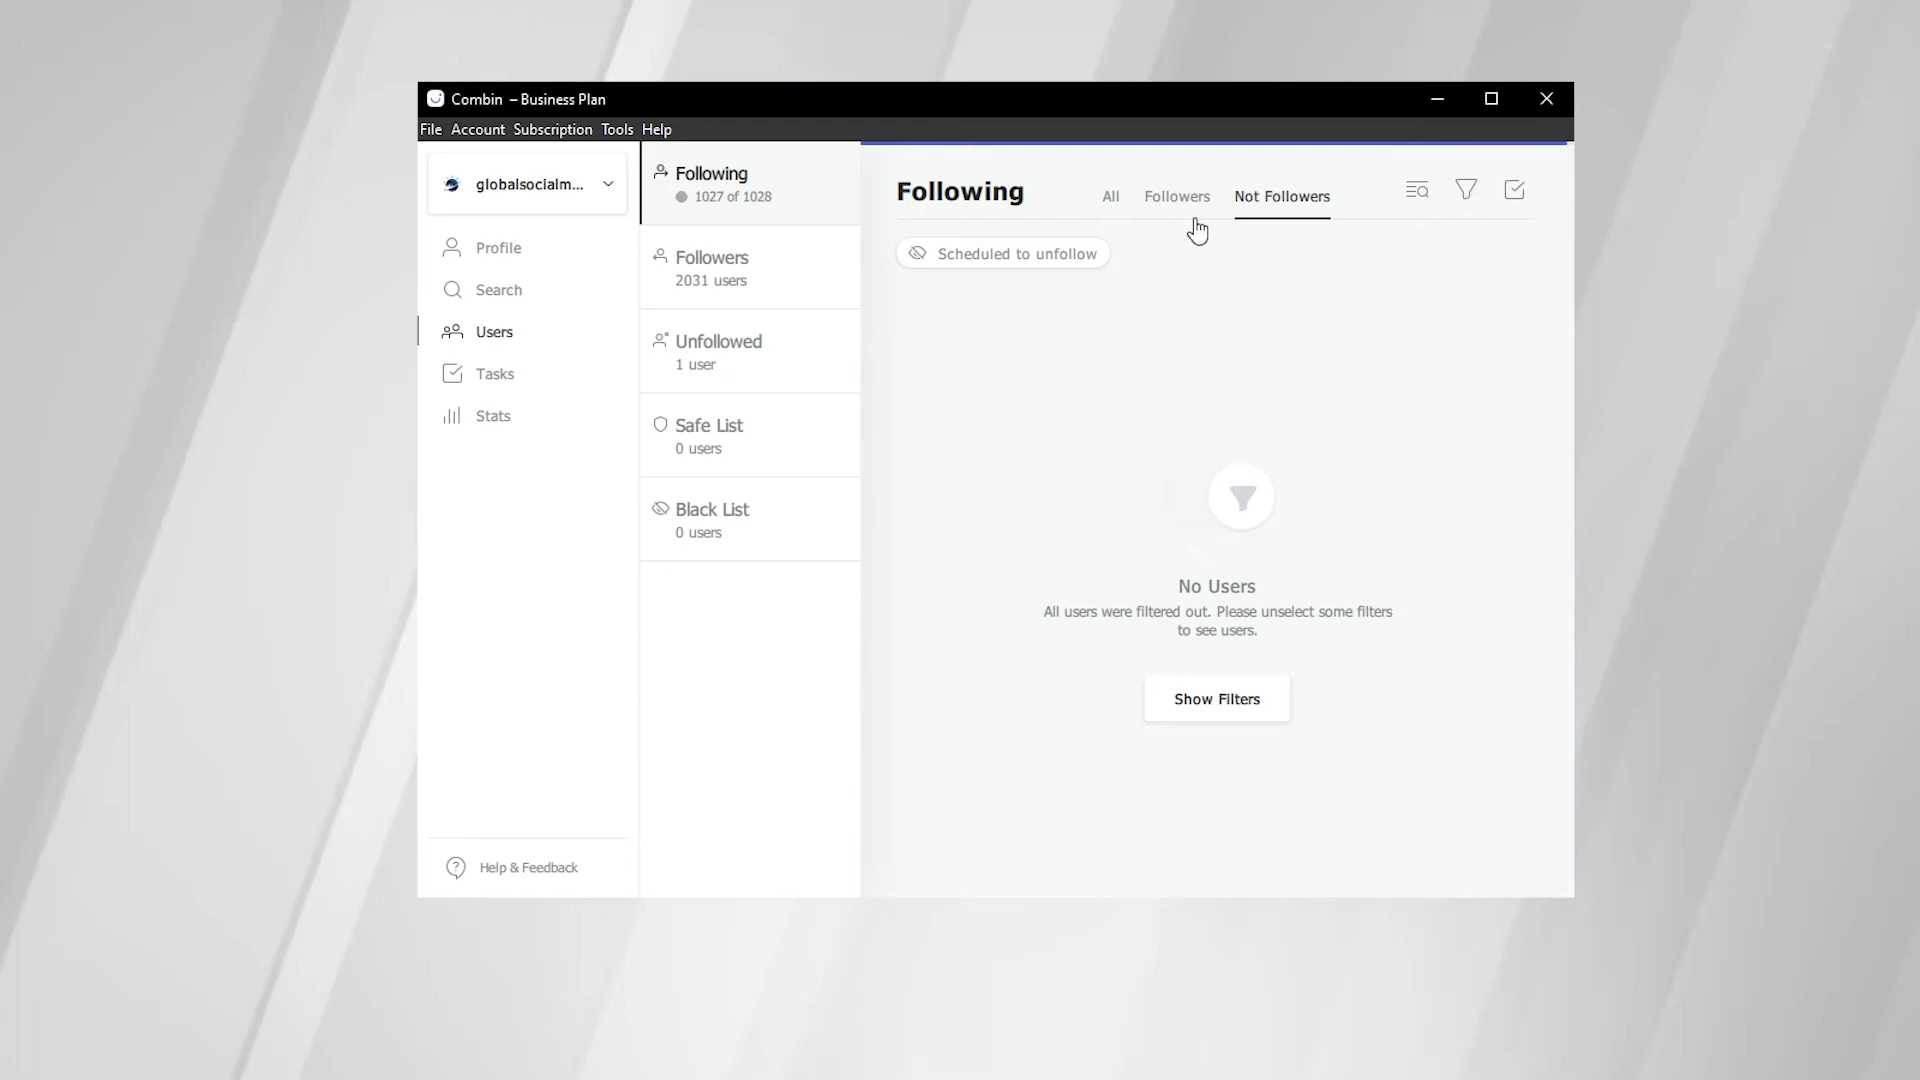 Combin – Business Plan
File Account Subscription Tools Help
globalsocialm...
Profile
Search
Users
Tasks
Stats
Help & Feedback
Following
1027 of 1028
Followers
2031 users
Unfollowed
1 user
Safe List
0 users
Black List
0 users
Following
All Followers Not Followers
Scheduled to unfollow
No Users
All users were filtered out. Please unselect some filters
to see users.
Show Filters